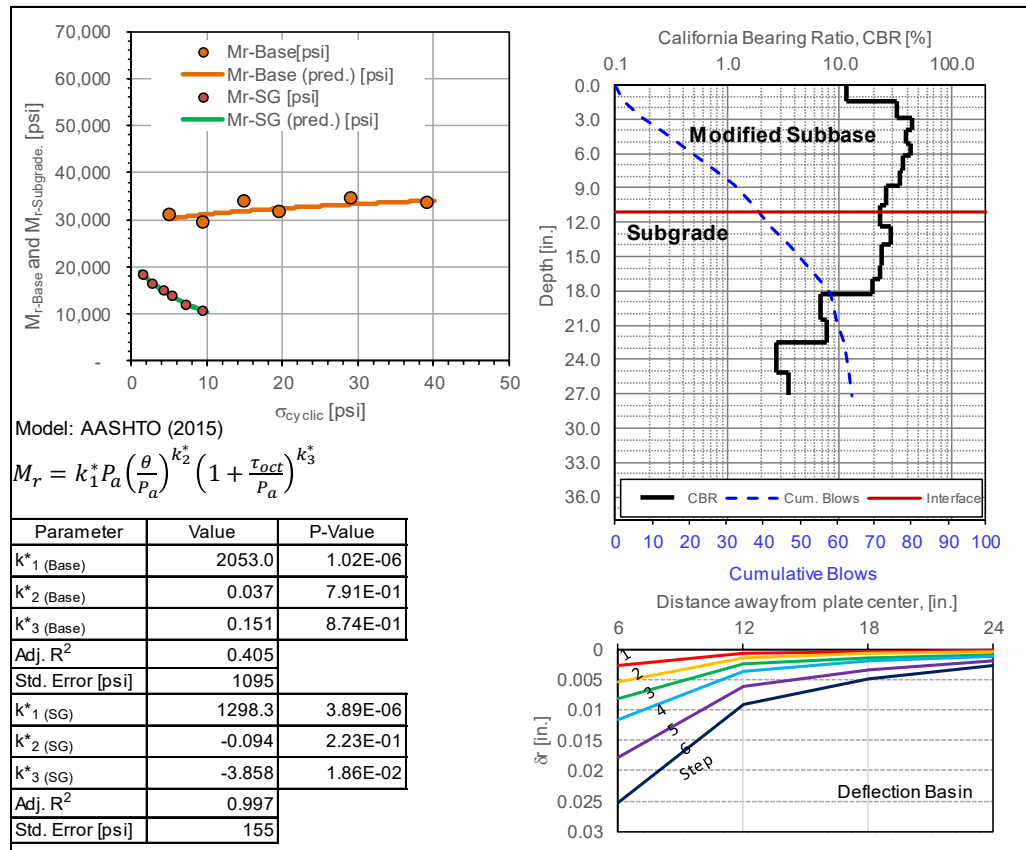 70,000
60,000
50,000
40,000
30,000
20,000
10,000
-
Mr-Base and Mr-Subgrade. [psi]
Mr-Base[psi]
Mr-Base (pred.) [psi]
Mr-SG [psi]
Mr-SG (pred.) [psi]
0 10 20 30 40 50
σcyclic [psi]
Model: AASHTO (2015)
M_r = k_1^* P_a (θ/P_a)^{k_2^*} (1 + τ_oct/P_a)^{k_3^*}
Parameter Value P-Value
k*1 (Base) 2053.0 1.02E-06
k*2 (Base) 0.037 7.91E-01
k*3 (Base) 0.151 8.74E-01
Adj. R2 0.405
Std. Error [psi] 1095
k*1 (SG) 1298.3 3.89E-06
k*2 (SG) -0.094 2.23E-01
k*3 (SG) -3.858 1.86E-02
Adj. R2 0.997
Std. Error [psi] 155
California Bearing Ratio, CBR [%]
0.1 1.0 10.0 100.0
0.0
3.0
6.0
9.0
12.0
15.0
18.0
21.0
24.0
27.0
30.0
33.0
36.0
Depth [in.]
Modified Subbase
Subgrade
CBR Cum. Blows Interface
0 10 20 30 40 50 60 70 80 90 100
Cumulative Blows
Distance awayfrom plate center, [in.]
6 12 18 24
0
0.005
0.01
0.015
0.02
0.025
0.03
δr [in.]
1
2
3
4
5
6
Step
Deflection Basin